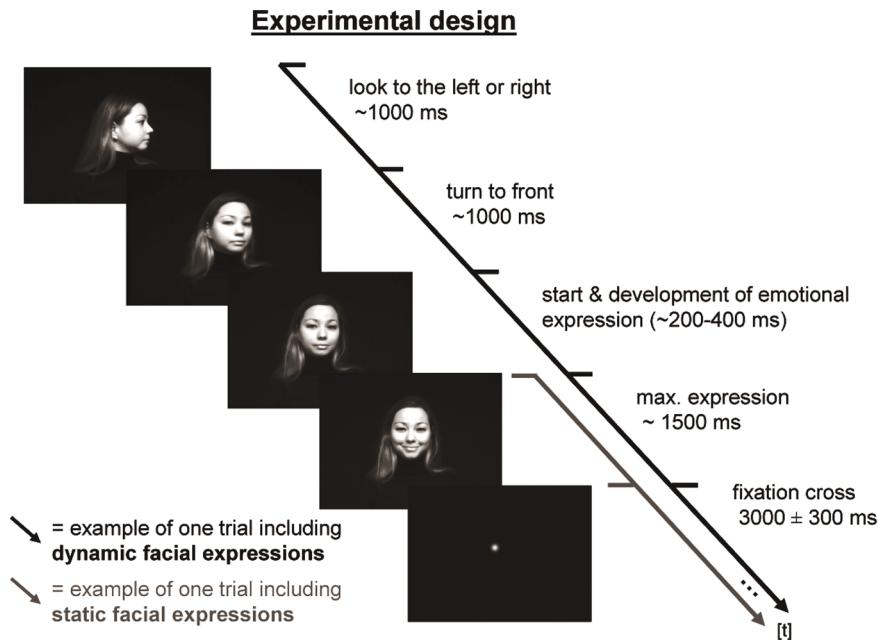 Experimental design
look to the left or right
~1000 ms
turn to front
~1000 ms
start & development of emotional
expression (~200-400 ms)
max. expression
~ 1500 ms
fixation cross
3000 ± 300 ms
= example of one trial including
dynamic facial expressions
= example of one trial including
static facial expressions
...
[t]